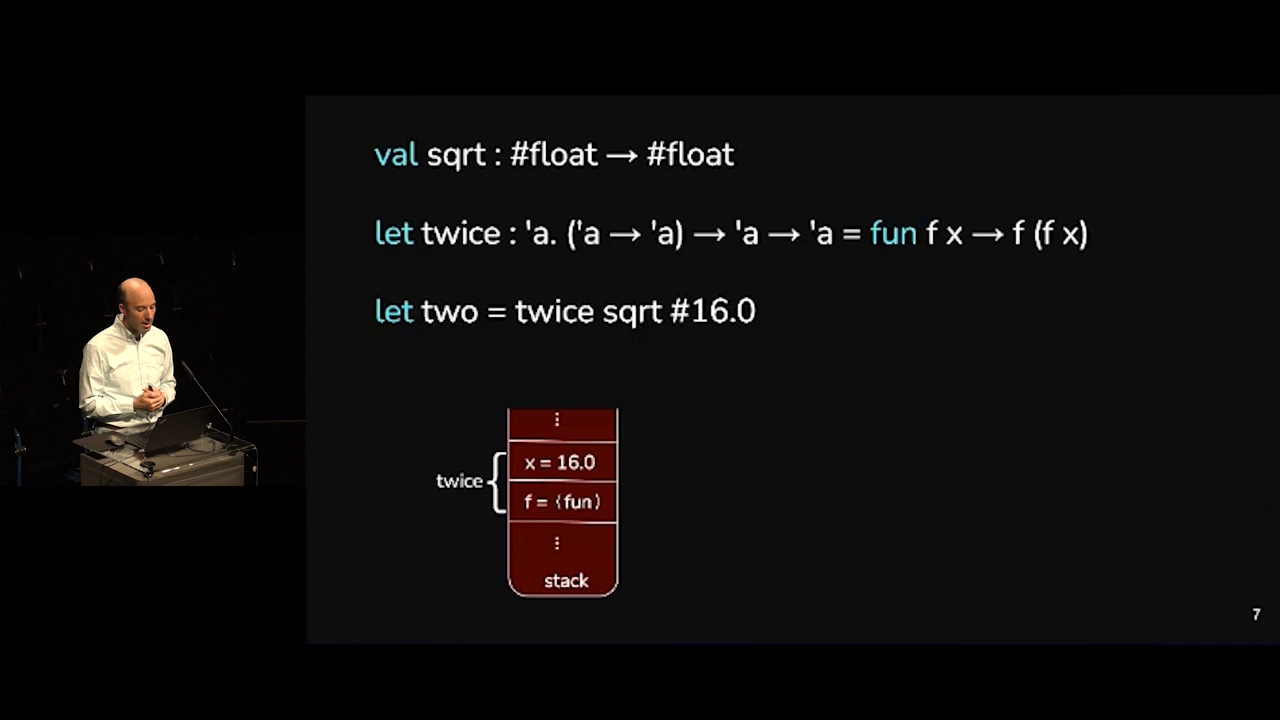 val sqrt : #float → #float
let twice : 'a. ('a → 'a) → 'a → 'a = fun f x → f (f x)
let two = twice sqrt #16.0
⋮
x = 16.0
twice
f = ⟨fun⟩
⋮
stack
7